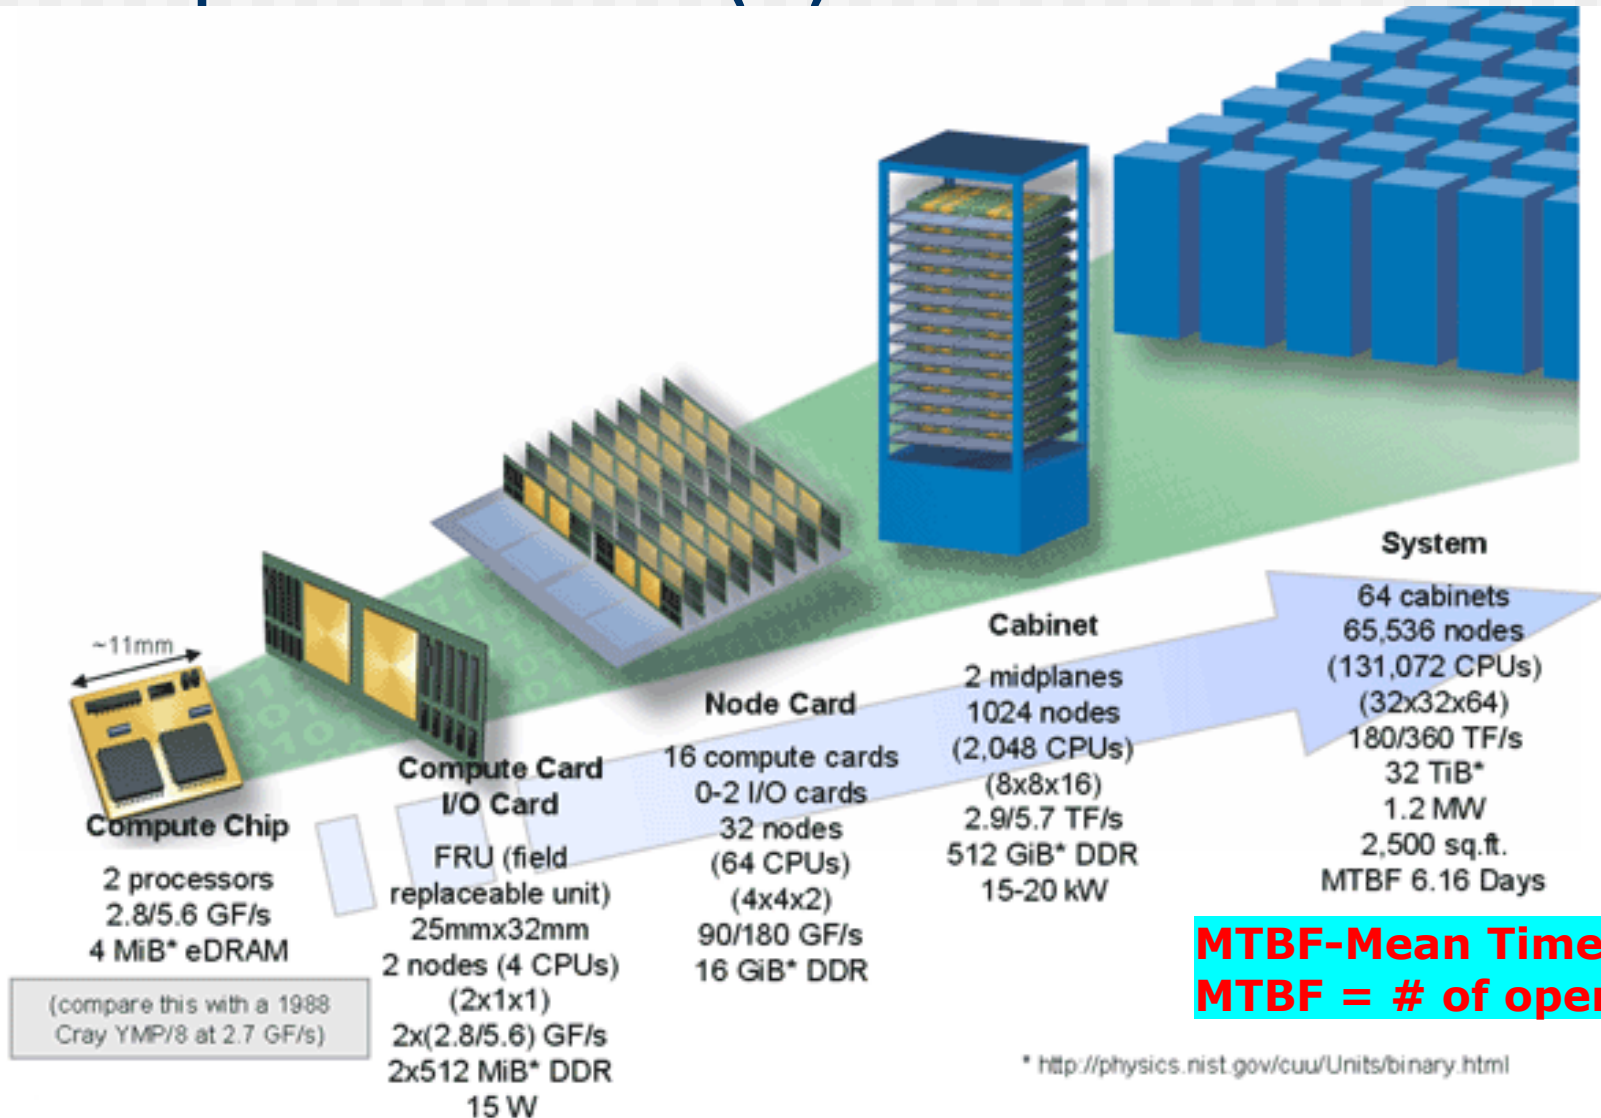 ~11mm
Compute Chip
2 processors
2.8/5.6 GF/s
4 MiB* eDRAM
(compare this with a 1988
Cray YMP/8 at 2.7 GF/s)
Compute Card
I/O Card
FRU (field
replaceable unit)
25mmx32mm
2 nodes (4 CPUs)
(2x1x1)
2x(2.8/5.6) GF/s
2x512 MiB* DDR
15 W
Node Card
16 compute cards
0-2 I/O cards
32 nodes
(64 CPUs)
(4x4x2)
90/180 GF/s
16 GiB* DDR
Cabinet
2 midplanes
1024 nodes
(2,048 CPUs)
(8x8x16)
2.9/5.7 TF/s
512 GiB* DDR
15-20 kW
System
64 cabinets
65,536 nodes
(131,072 CPUs)
(32x32x64)
180/360 TF/s
32 TiB*
1.2 MW
2,500 sq.ft.
MTBF 6.16 Days
MTBF-Mean Time
MTBF = # of oper
* http://physics.nist.gov/cuu/Units/binary.html